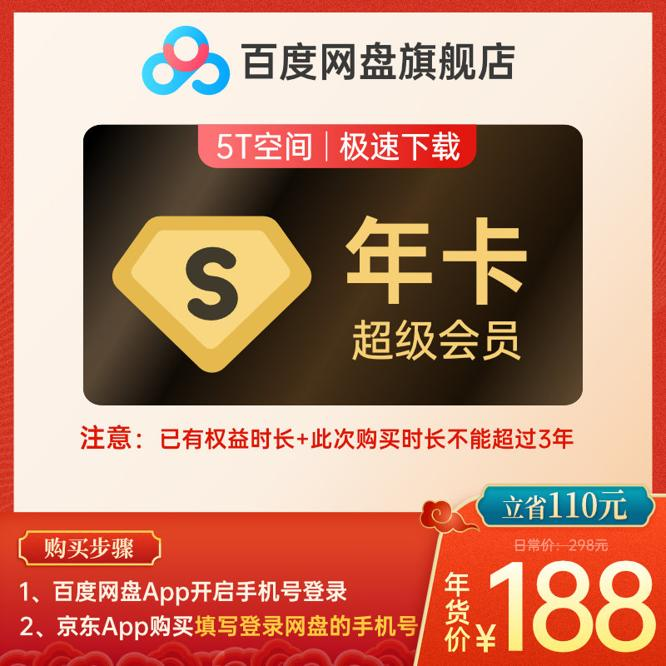 百度网盘旗舰店
5T空间｜极速下载
S
年卡
超级会员
注意：已有权益时长+此次购买时长不能超过3年
立省110元
购买步骤
日常价：298元
1、百度网盘App开启手机号登录
2、京东App购买填写登录网盘的手机号
年货价¥188